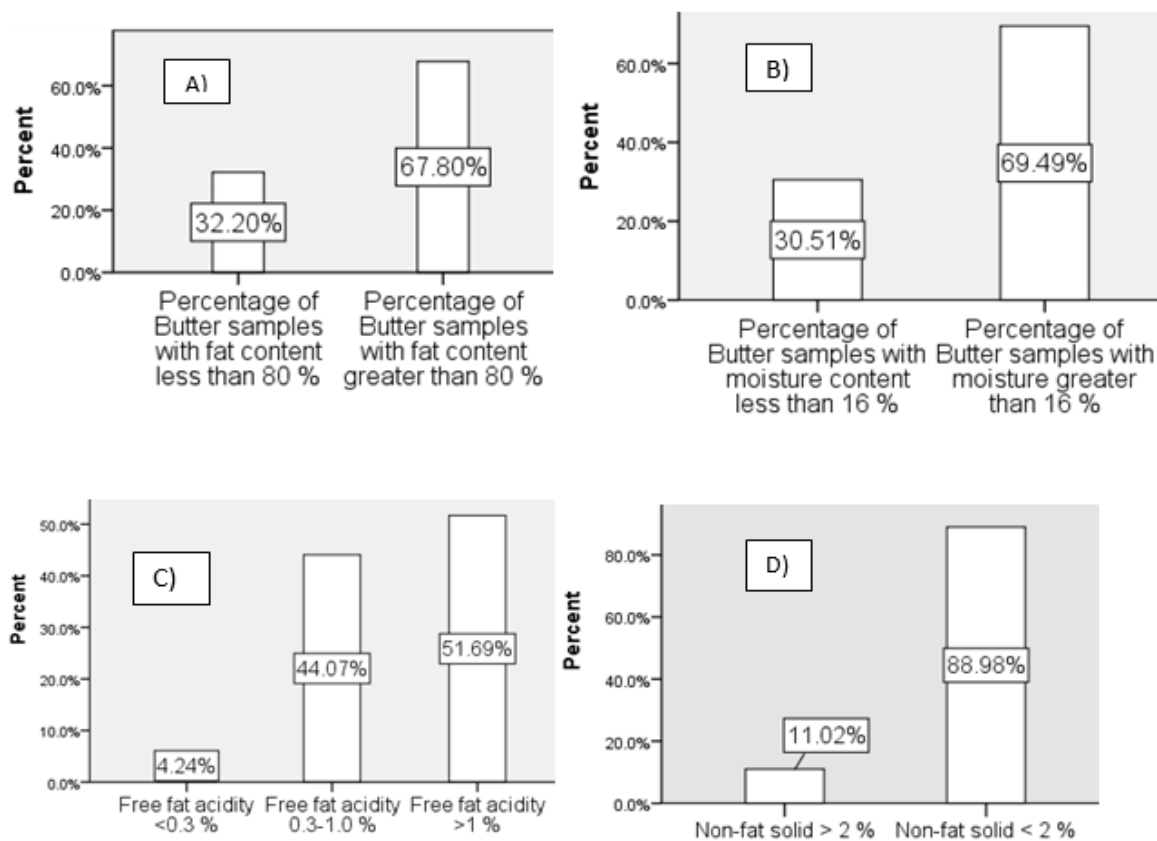 A)
Percent
60.0%
40.0%
20.0%
0.0%
32.20%
67.80%
Percentage of
Butter samples
with fat content
less than 80 %
Percentage of
Butter samples
with fat content
greater than 80 %
B)
Percent
60.0%
40.0%
20.0%
0.0%
30.51%
69.49%
Percentage of
Butter samples with
moisture content
less than 16 %
Percentage of
Butter samples with
moisture greater
than 16 %
C)
Percent
50.0%
40.0%
30.0%
20.0%
10.0%
0.0%
4.24%
44.07%
51.69%
Free fat acidity
<0.3 %
Free fat acidity
0.3-1.0 %
Free fat acidity
>1 %
D)
Percent
80.0%
60.0%
40.0%
20.0%
0.0%
11.02%
88.98%
Non-fat solid > 2 %
Non-fat solid < 2 %